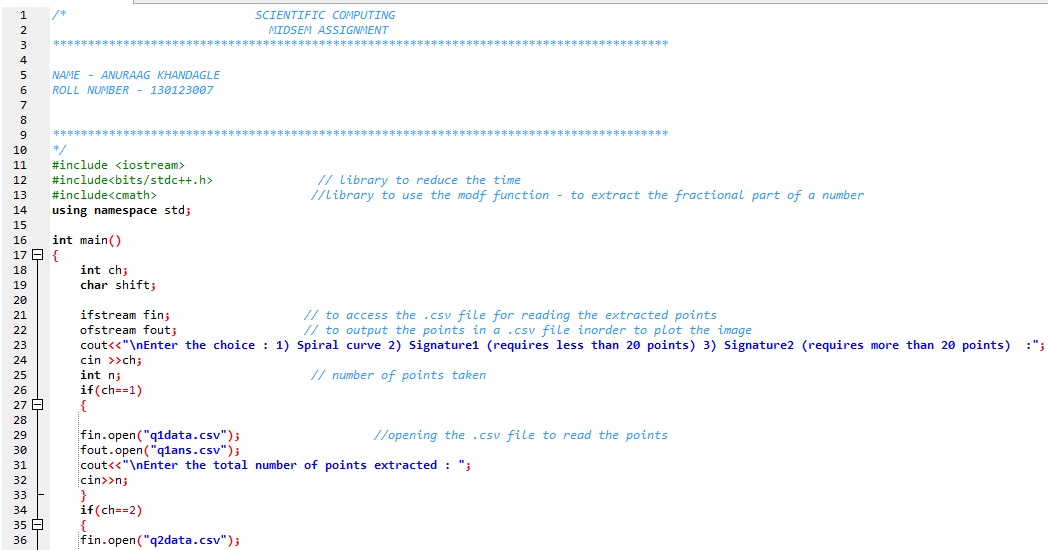 1 /* SCIENTIFIC COMPUTING
2 MIDSEM ASSIGNMENT
3 ****************************************************************************************
4
5 NAME - ANURAAG KHANDAGLE
6 ROLL NUMBER - 130123007
7
8
9 ****************************************************************************************
10 */
11 #include <iostream>
12 #include<bits/stdc++.h> // library to reduce the time
13 #include<cmath> //library to use the modf function - to extract the fractional part of a number
14 using namespace std;
15
16 int main()
17 {
18 int ch;
19 char shift;
20
21 ifstream fin; // to access the .csv file for reading the extracted points
22 ofstream fout; // to output the points in a .csv file inorder to plot the image
23 cout<<"\nEnter the choice : 1) Spiral curve 2) Signature1 (requires less than 20 points) 3) Signature2 (requires more than 20 points) :";
24 cin >>ch;
25 int n; // number of points taken
26 if(ch==1)
27 {
28
29 fin.open("q1data.csv"); //opening the .csv file to read the points
30 fout.open("q1ans.csv");
31 cout<<"\nEnter the total number of points extracted : ";
32 cin>>n;
33 }
34 if(ch==2)
35 {
36 fin.open("q2data.csv");